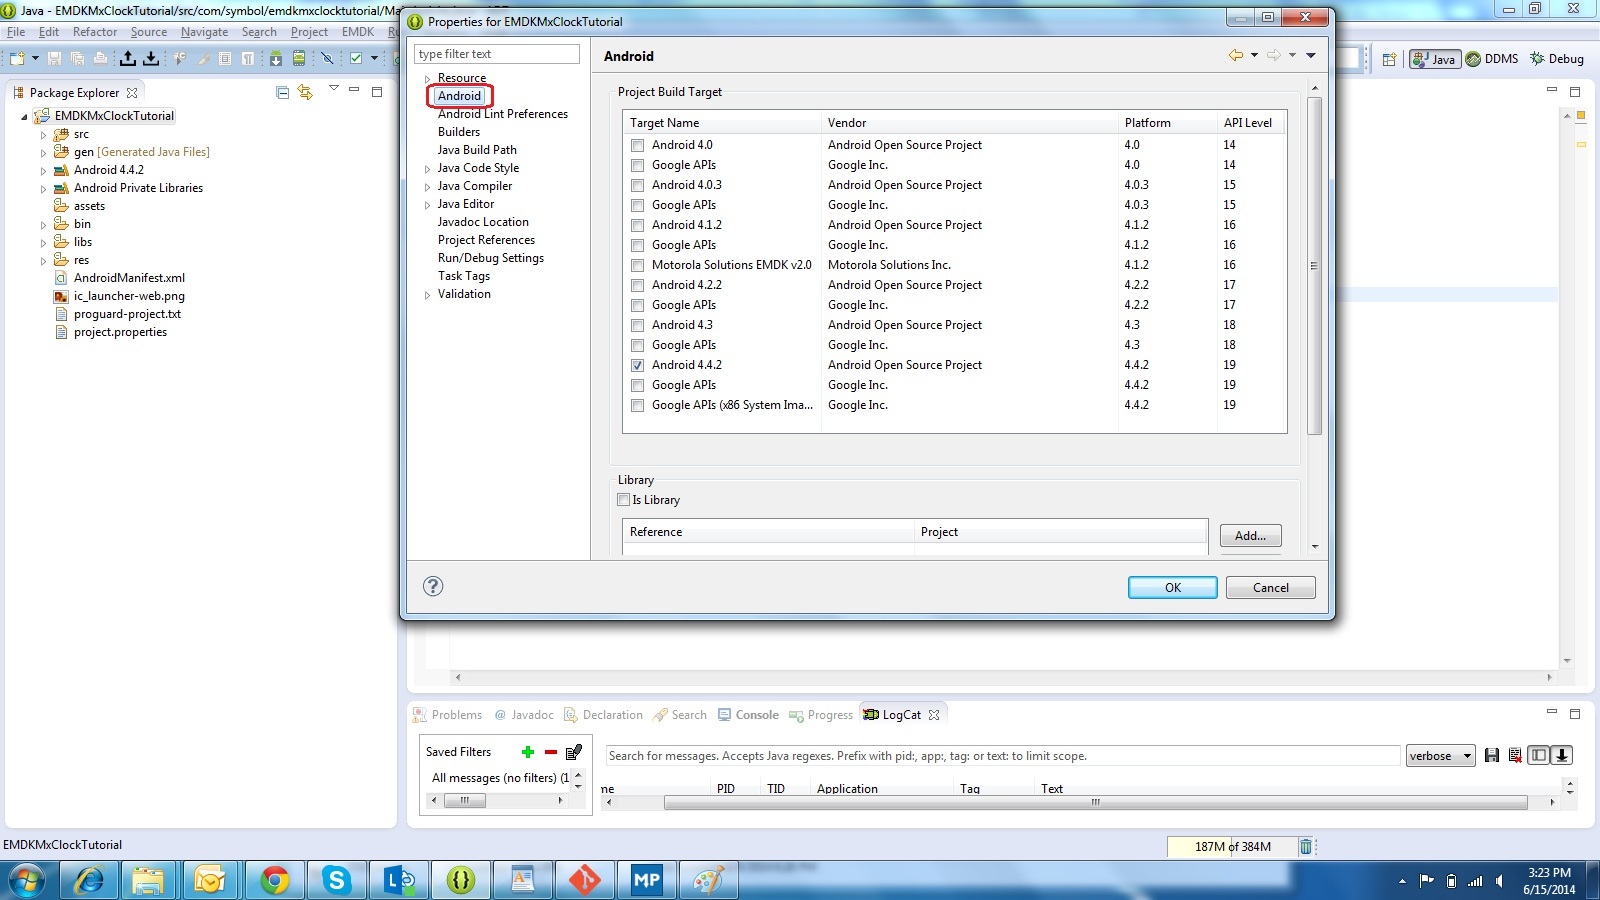 Java - EMDKMxClockTutorial/src/com/symbol/emdkmxclocktutorial/Ma
File Edit Refactor Source Navigate Search Project EMDK Ru
Java DDMS Debug
Package Explorer
EMDKMxClockTutorial
src
gen [Generated Java Files]
Android 4.4.2
Android Private Libraries
assets
bin
libs
res
AndroidManifest.xml
ic_launcher-web.png
proguard-project.txt
project.properties
Properties for EMDKMxClockTutorial
type filter text
Resource
Android
Android Lint Preferences
Builders
Java Build Path
Java Code Style
Java Compiler
Java Editor
Javadoc Location
Project References
Run/Debug Settings
Task Tags
Validation
Android
Project Build Target
Target Name Vendor Platform API Level
Android 4.0 Android Open Source Project 4.0 14
Google APIs Google Inc. 4.0 14
Android 4.0.3 Android Open Source Project 4.0.3 15
Google APIs Google Inc. 4.0.3 15
Android 4.1.2 Android Open Source Project 4.1.2 16
Google APIs Google Inc. 4.1.2 16
Motorola Solutions EMDK v2.0 Motorola Solutions Inc. 4.1.2 16
Android 4.2.2 Android Open Source Project 4.2.2 17
Google APIs Google Inc. 4.2.2 17
Android 4.3 Android Open Source Project 4.3 18
Google APIs Google Inc. 4.3 18
Android 4.4.2 Android Open Source Project 4.4.2 19
Google APIs Google Inc. 4.4.2 19
Google APIs (x86 System Ima... Google Inc. 4.4.2 19
Library
Is Library
Reference Project
Add...
OK Cancel
Problems @ Javadoc Declaration Search Console Progress LogCat
Saved Filters
All messages (no filters) (1
Search for messages. Accepts Java regexes. Prefix with pid:, app:, tag: or text: to limit scope.
verbose
me PID TID Application Tag Text
EMDKMxClockTutorial
187M of 384M
MP
3:23 PM
6/15/2014